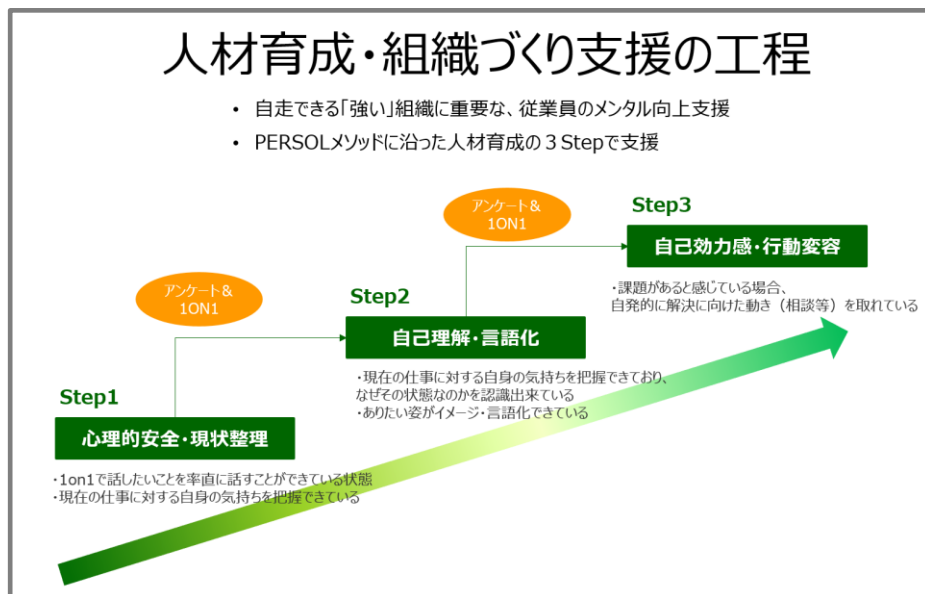 人材育成・組織づくり支援の工程
• 自走できる「強い」組織に重要な、従業員のメンタル向上支援
• PERSOLメソッドに沿った人材育成の３Stepで支援
アンケート&
1ON1
Step3
自己効力感・行動変容
・課題があると感じている場合、
自発的に解決に向けた動き（相談等）を取れている
アンケート&
1ON1
Step2
自己理解・言語化
・現在の仕事に対する自身の気持ちを把握できており、
なぜその状態なのかを認識出来ている
・ありたい姿がイメージ・言語化できている
Step1
心理的安全・現状整理
・1on1で話したいことを率直に話すことができている状態
・現在の仕事に対する自身の気持ちを把握できている